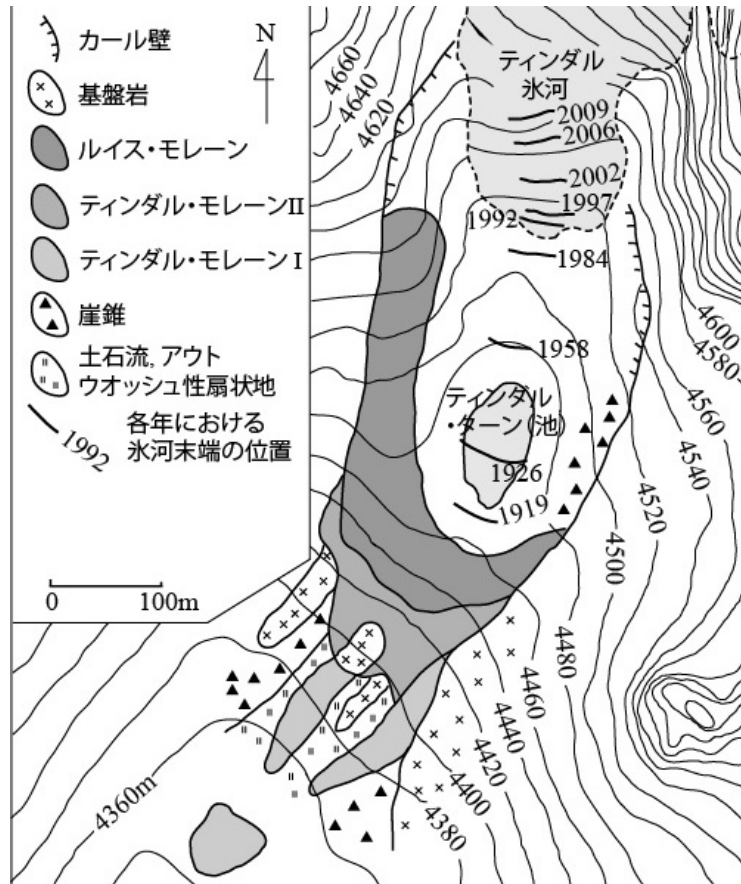 カール壁
基盤岩
ルイス・モレーン
ティンダル・モレーンII
ティンダル・モレーンI
崖錐
土石流, アウト
ウオッシュ性扇状地
1992
各年における
氷河末端の位置
0 100m
N
4660
4640
4620
ティンダル
氷河
2009
2006
2002
1997
1992
1984
1958
ティンダル
・ターン(池)
1926
1919
4600
4580
4560
4540
4520
4500
4480
4460
4440
4420
4400
4380
4360m